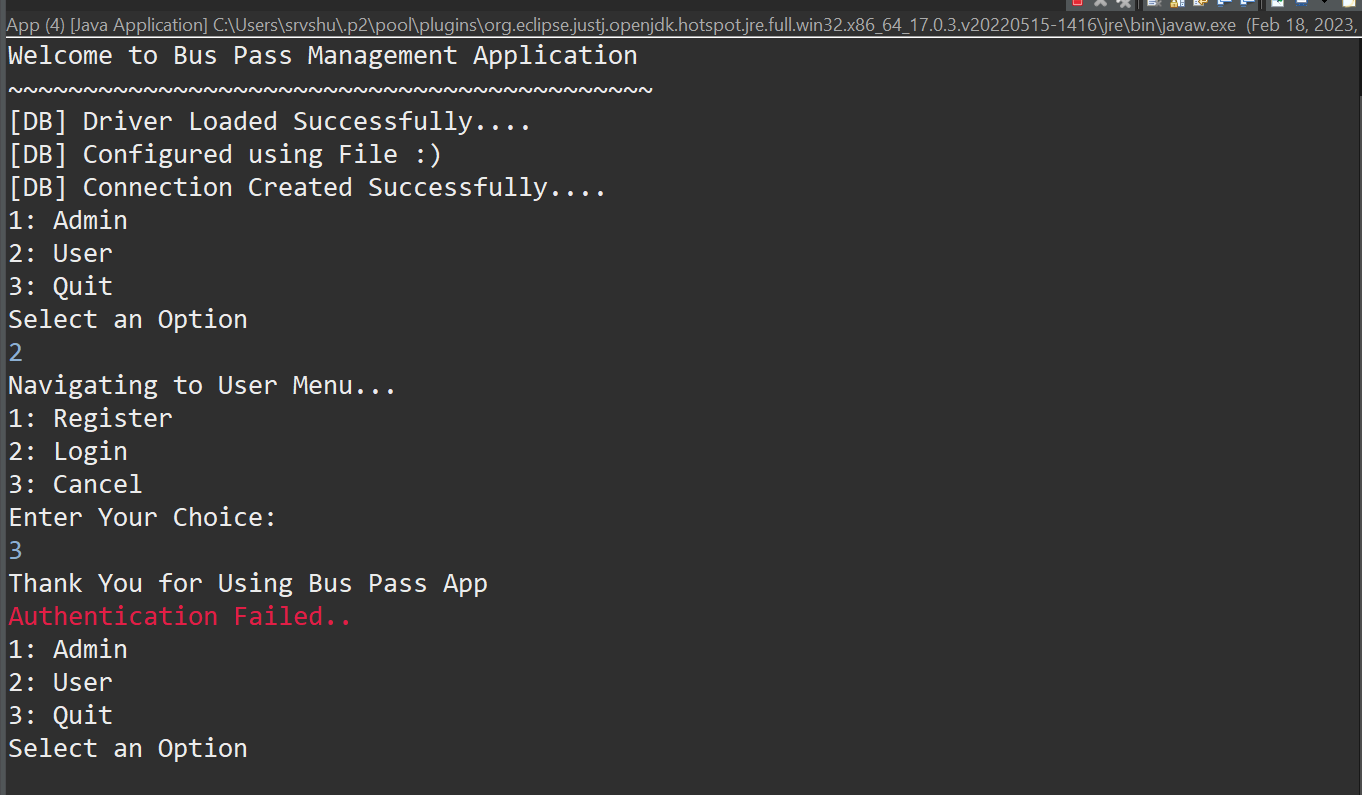 App (4) [Java Application] C:\Users\srvshu\.p2\pool\plugins\org.eclipse.justj.openjdk.hotspot.jre.full.win32.x86_64_17.0.3.v20220515-1416\jre\bin\javaw.exe (Feb 18, 2023,
Welcome to Bus Pass Management Application
~~~~~~~~~~~~~~~~~~~~~~~~~~~~~~~~~~~~~~~~~~~
[DB] Driver Loaded Successfully....
[DB] Configured using File :)
[DB] Connection Created Successfully....
1: Admin
2: User
3: Quit
Select an Option
2
Navigating to User Menu...
1: Register
2: Login
3: Cancel
Enter Your Choice:
3
Thank You for Using Bus Pass App
Authentication Failed..
1: Admin
2: User
3: Quit
Select an Option